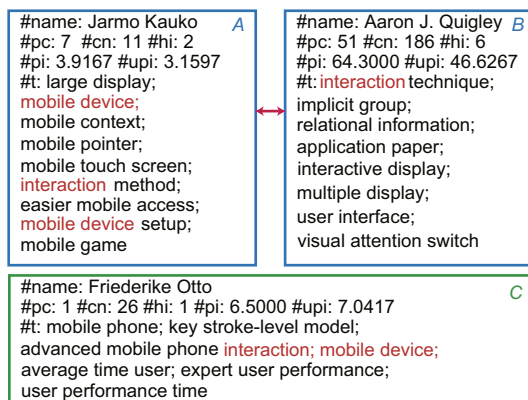 #name: Jarmo Kauko A
#pc: 7 #cn: 11 #hi: 2
#pi: 3.9167 #upi: 3.1597
#t: large display;
mobile device;
mobile context;
mobile pointer;
mobile touch screen;
interaction method;
easier mobile access;
mobile device setup;
mobile game
#name: Aaron J. Quigley B
#pc: 51 #cn: 186 #hi: 6
#pi: 64.3000 #upi: 46.6267
#t:interaction technique;
implicit group;
relational information;
application paper;
interactive display;
multiple display;
user interface;
visual attention switch
#name: Friederike Otto C
#pc: 1 #cn: 26 #hi: 1 #pi: 6.5000 #upi: 7.0417
#t: mobile phone; key stroke-level model;
advanced mobile phone interaction; mobile device;
average time user; expert user performance;
user performance time